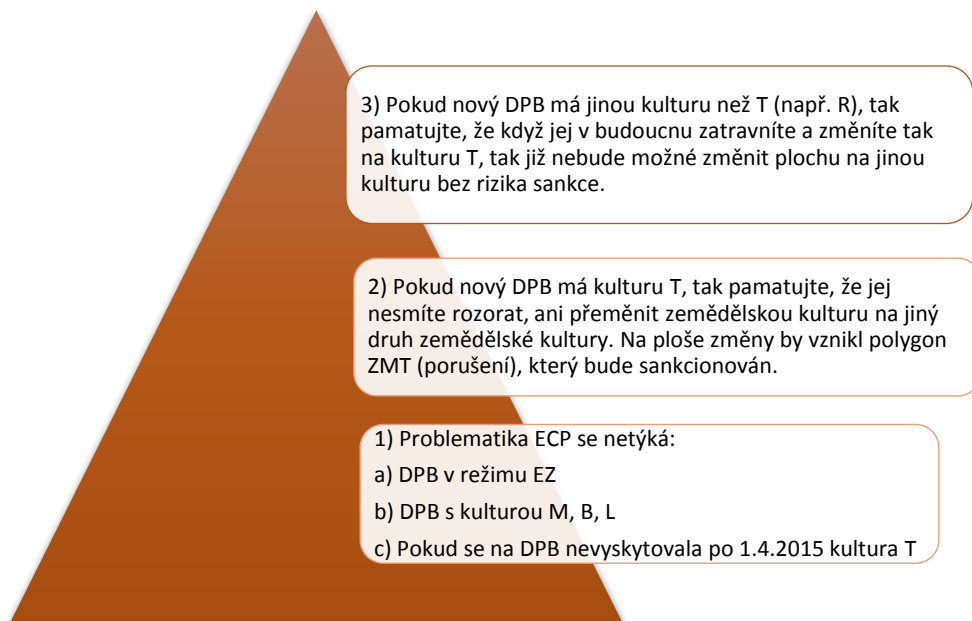 3) Pokud nový DPB má jinou kulturu než T (např. R), tak
pamatujte, že když jej v budoucnu zatravníte a změníte tak
na kulturu T, tak již nebude možné změnit plochu na jinou
kulturu bez rizika sankce.
2) Pokud nový DPB má kulturu T, tak pamatujte, že jej
nesmíte rozorat, ani přeměnit zemědělskou kulturu na jiný
druh zemědělské kultury. Na ploše změny by vznikl polygon
ZMT (porušení), který bude sankcionován.
1) Problematika ECP se netýká:
a) DPB v režimu EZ
b) DPB s kulturou M, B, L
c) Pokud se na DPB nevyskytovala po 1.4.2015 kultura T